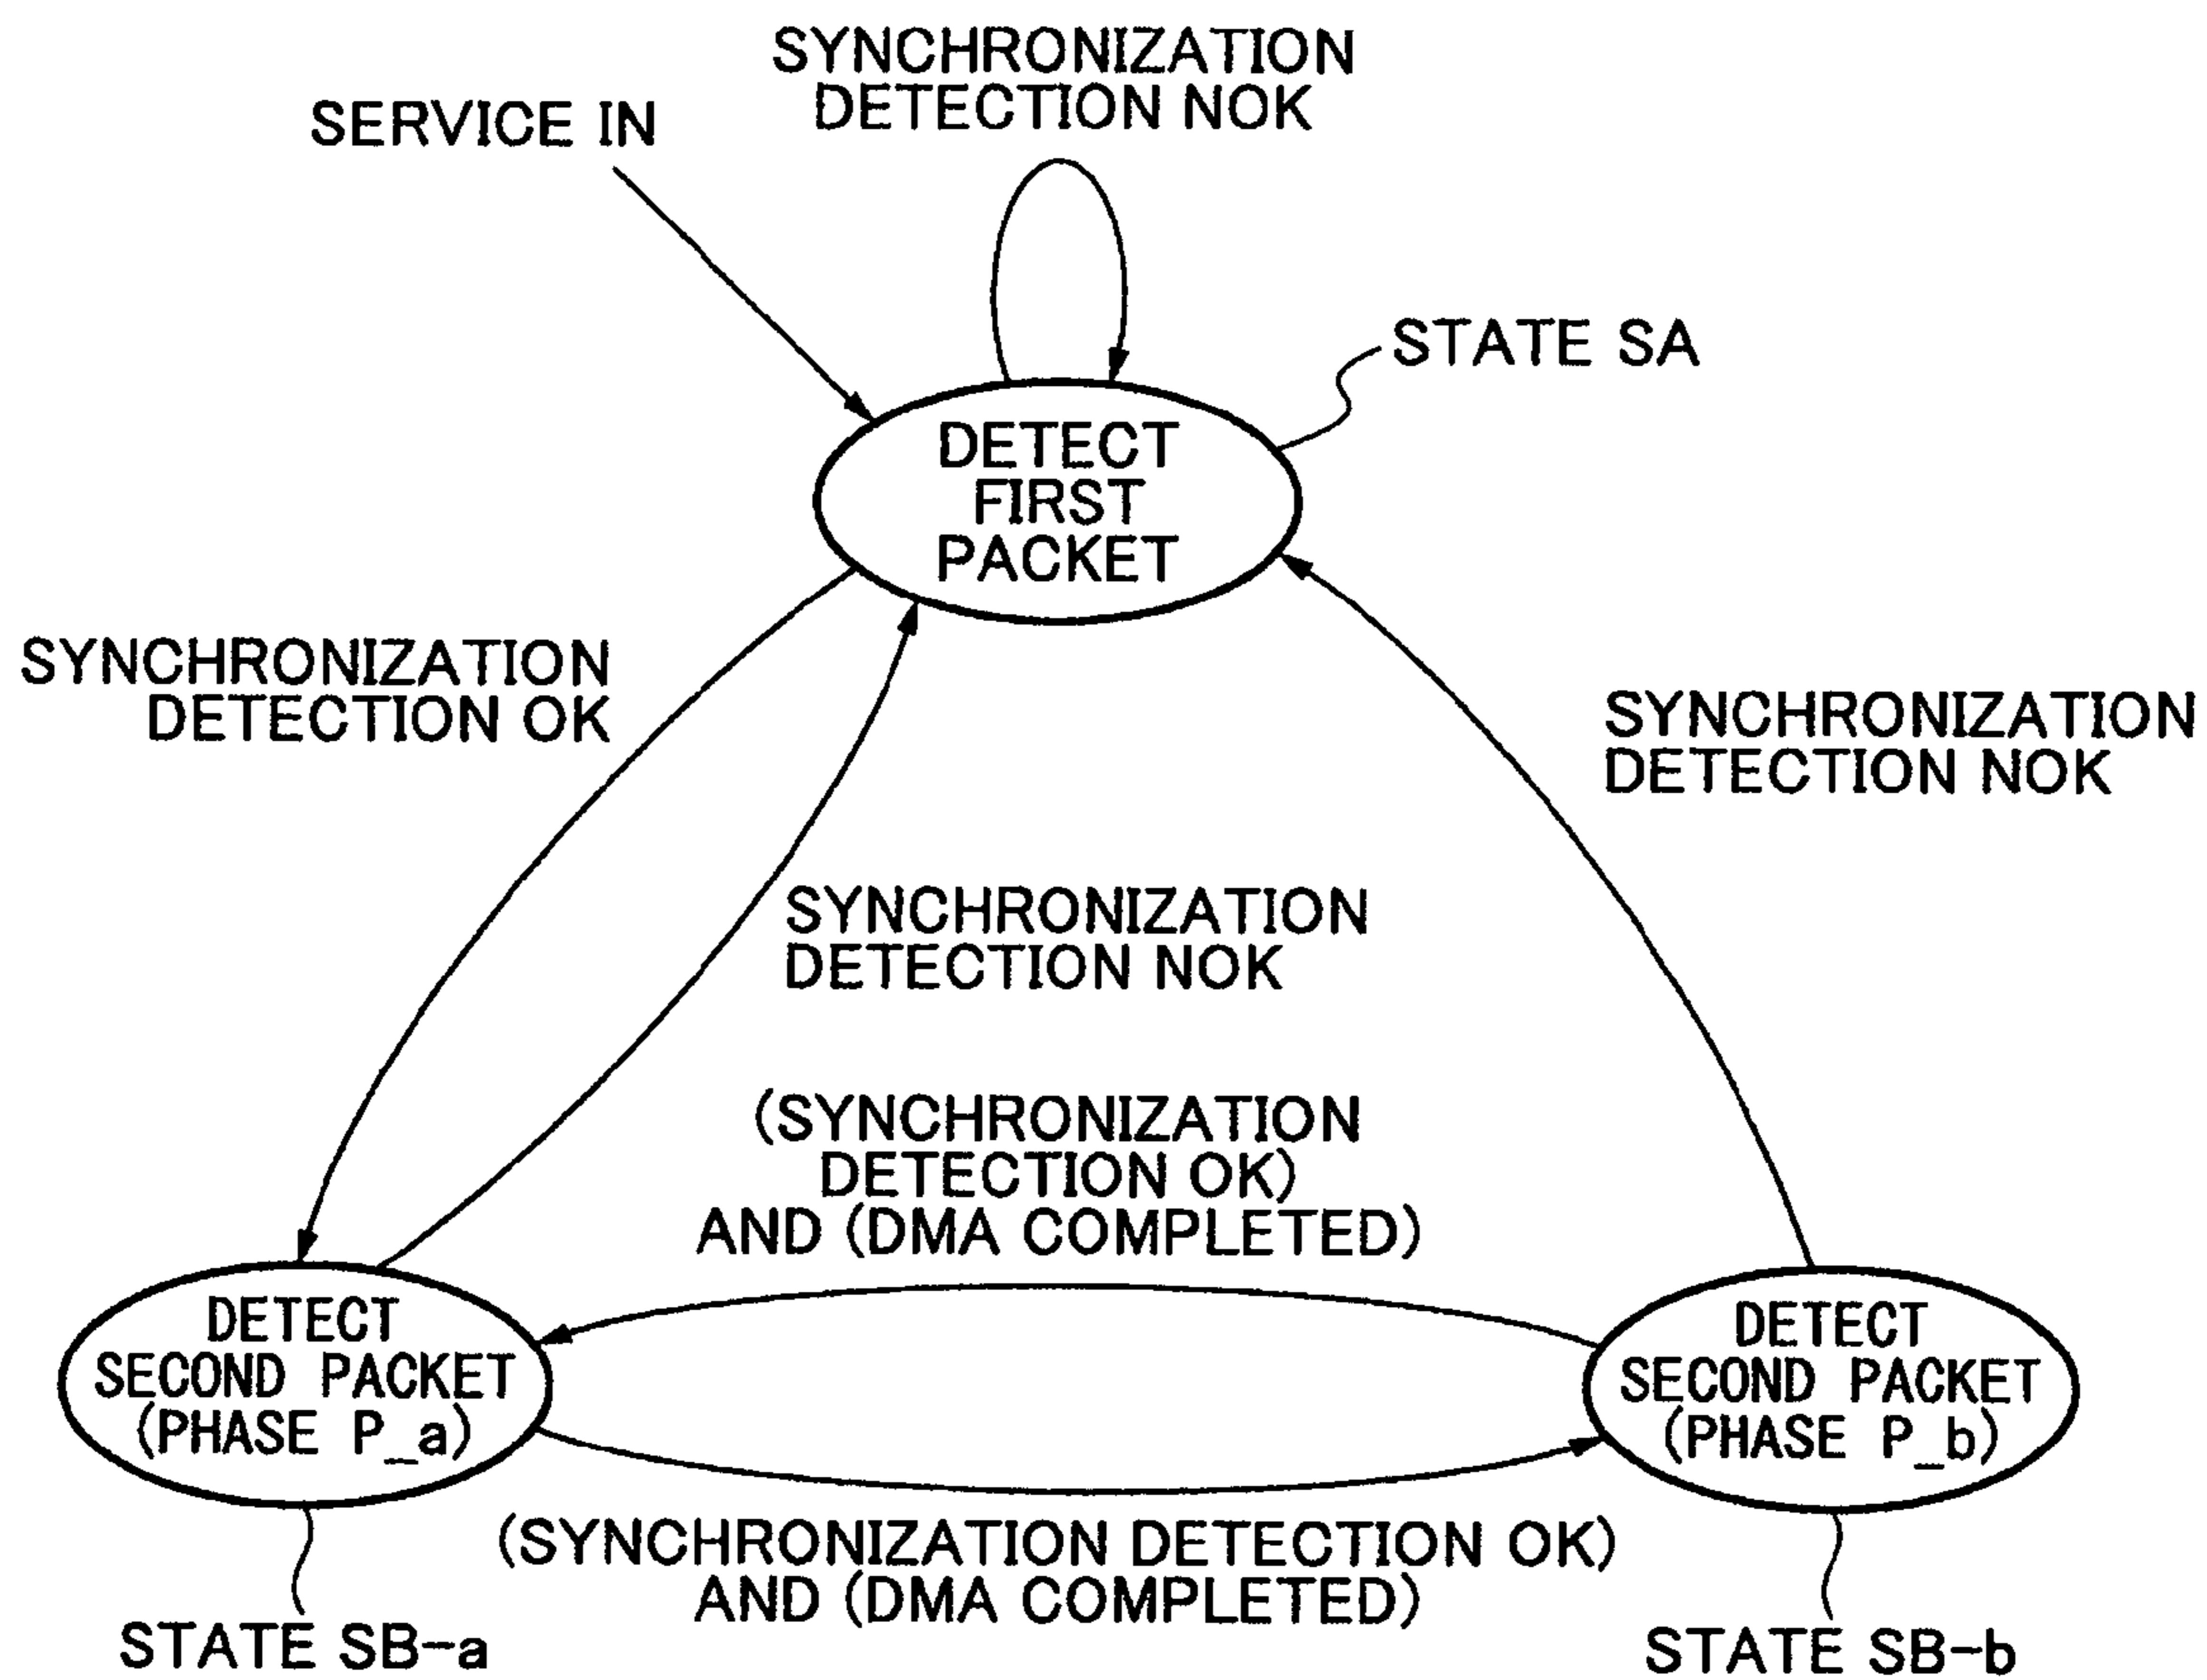 SYNCHRONIZATION
DETECTION NOK
SERVICE IN
STATE SA
DETECT
FIRST
PACKET
SYNCHRONIZATION
DETECTION OK
SYNCHRONIZATION
DETECTION NOK
SYNCHRONIZATION
DETECTION NOK
(SYNCHRONIZATION
DETECTION OK)
AND (DMA COMPLETED)
DETECT
SECOND PACKET
(PHASE P_a)
DETECT
SECOND PACKET
(PHASE P_b)
(SYNCHRONIZATION DETECTION OK)
AND (DMA COMPLETED)
STATE SB-a
STATE SB-b